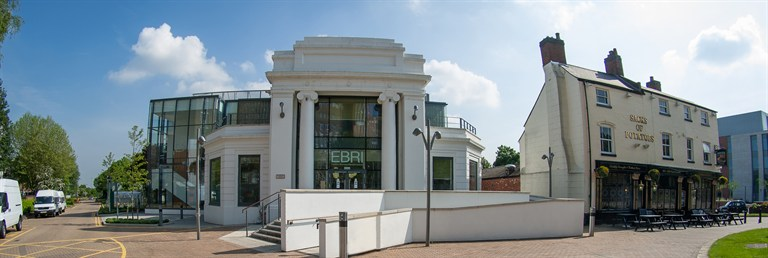 EBRI
SACKS
OF
POTATOES